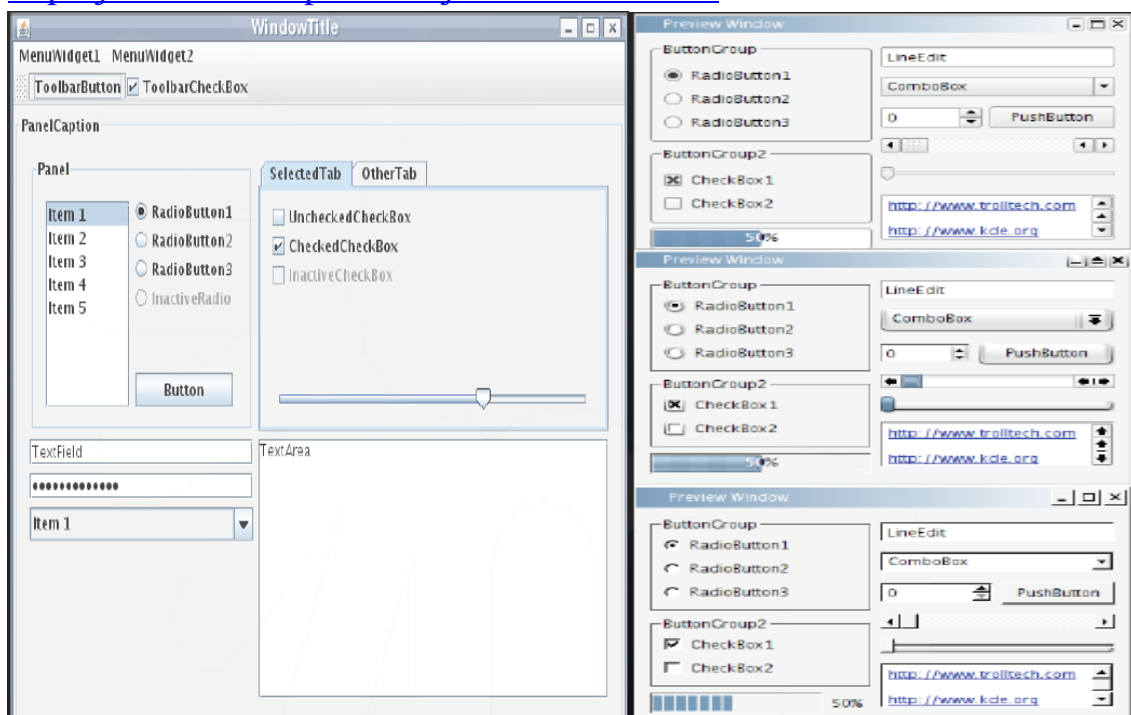 WindowTitle
MenuWidget1 MenuWidget2
ToolbarButton ToolbarCheckBox
PanelCaption
Panel
Item 1
Item 2
Item 3
Item 4
Item 5
RadioButton1
RadioButton2
RadioButton3
InactiveRadio
Button
SelectedTab OtherTab
UncheckedCheckBox
CheckedCheckBox
InactiveCheckBox
TextField
Item 1
TextArea
Preview Window
ButtonGroup
RadioButton1
RadioButton2
RadioButton3
ButtonGroup2
CheckBox1
CheckBox2
50%
LineEdit
ComboBox
0 PushButton
http://www.trolltech.com
http://www.kde.org
Preview Window
ButtonGroup
RadioButton1
RadioButton2
RadioButton3
ButtonGroup2
CheckBox1
CheckBox2
50%
LineEdit
ComboBox
0 PushButton
http://www.trolltech.com
http://www.kde.org
Preview Window
ButtonGroup
RadioButton1
RadioButton2
RadioButton3
ButtonGroup2
CheckBox1
CheckBox2
50%
LineEdit
ComboBox
0 PushButton
http://www.trolltech.com
http://www.kde.org